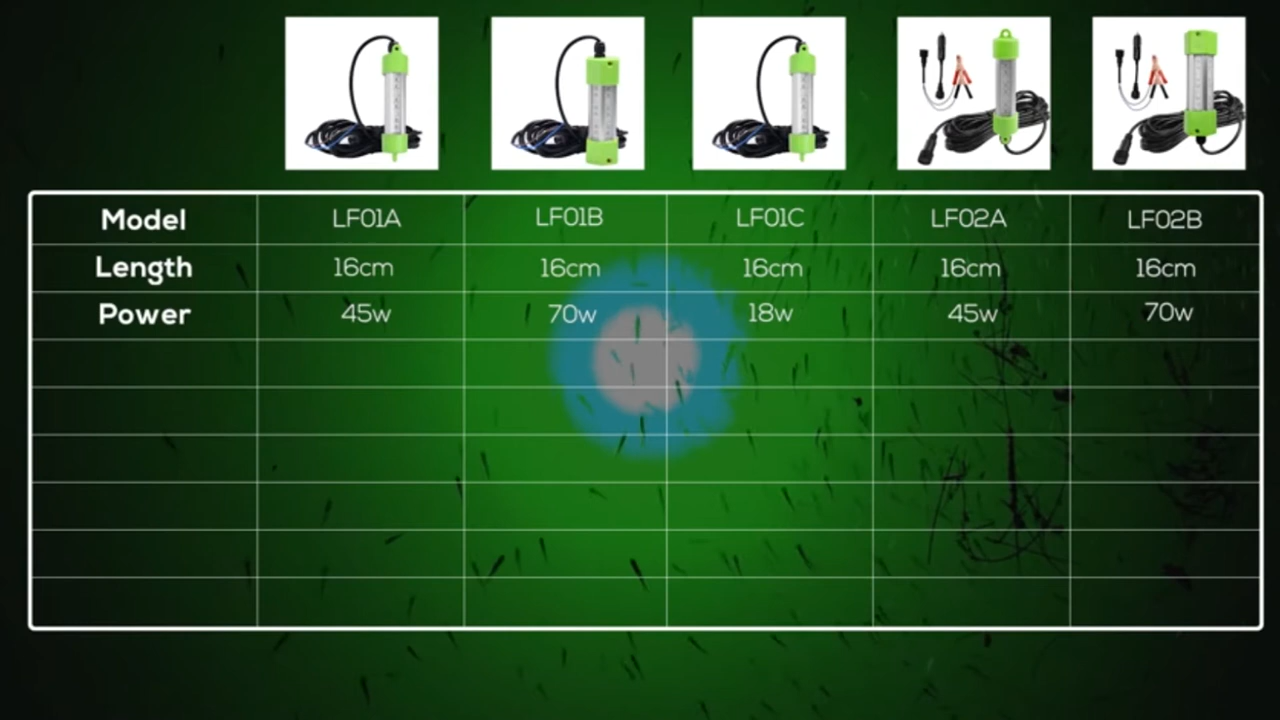 Model LF01A LF01B LF01C LF02A LF02B
Length 16cm 16cm 16cm 16cm 16cm
Power 45w 70w 18w 45w 70w